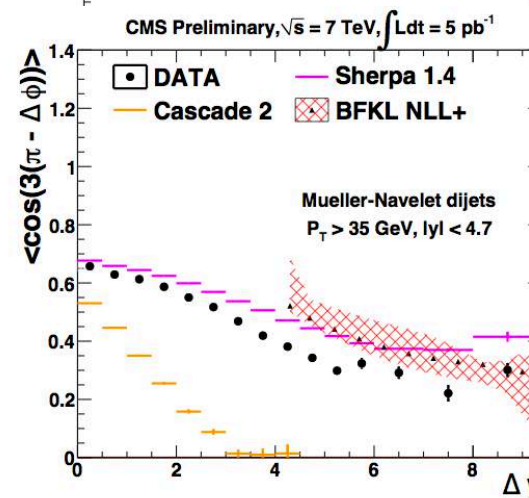 CMS Preliminary,√s = 7 TeV,∫Ldt = 5 pb⁻¹
<cos(3(π - Δφ))>
DATA
Sherpa 1.4
Cascade 2
BFKL NLL+
Mueller-Navelet dijets
P_T > 35 GeV, |y| < 4.7
1.4
1.2
1
0.8
0.6
0.4
0.2
0
0 2 4 6 8
Δ